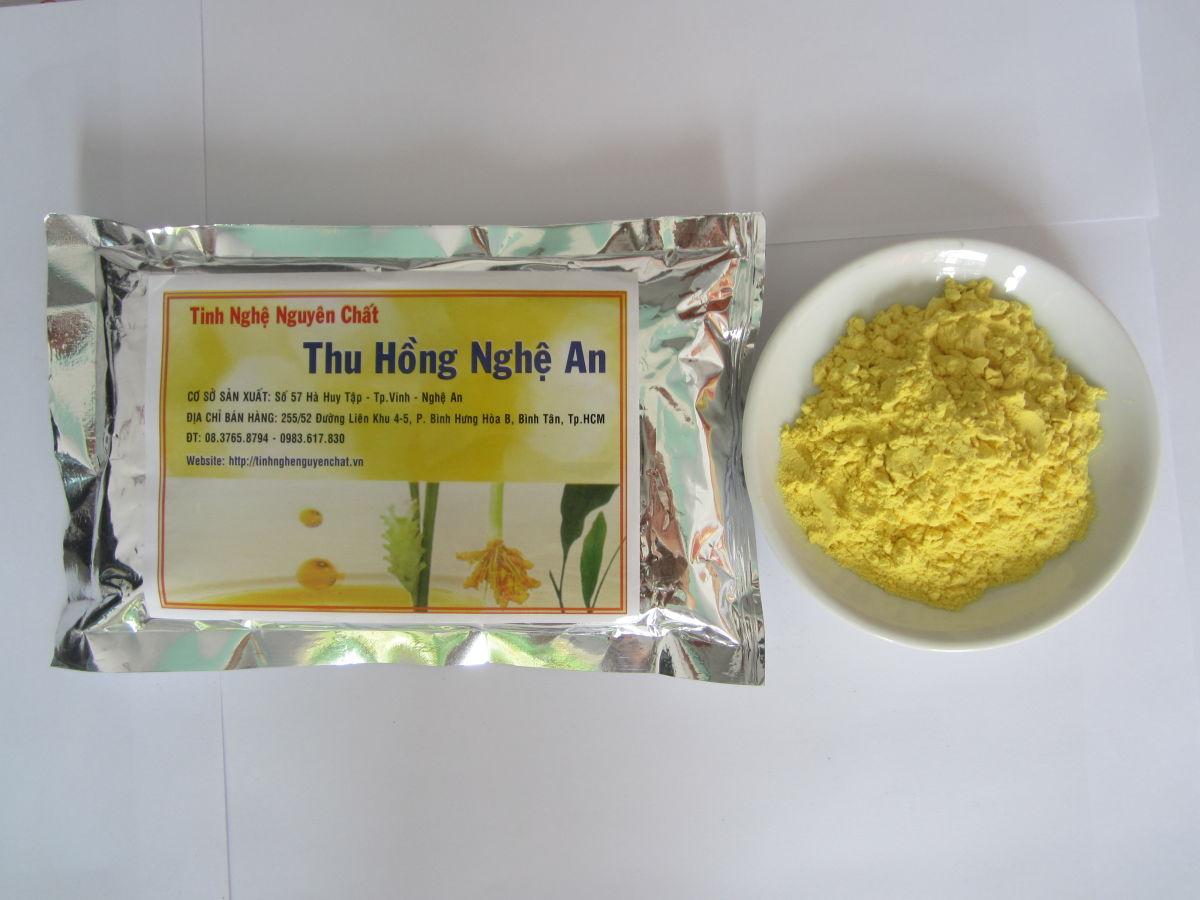 Tinh Nghệ Nguyên Chất
Thu Hồng Nghệ An
CƠ SỞ SẢN XUẤT: Số 57 Hà Huy Tập - Tp.Vinh - Nghệ An
ĐỊA CHỈ BÁN HÀNG: 255/52 Đường Liên Khu 4-5, P. Bình Hưng Hòa B, Bình Tân, Tp.HCM
ĐT: 08.3765.8794 - 0983.617.830
Website: http://tinhnghenguyenchat.vn